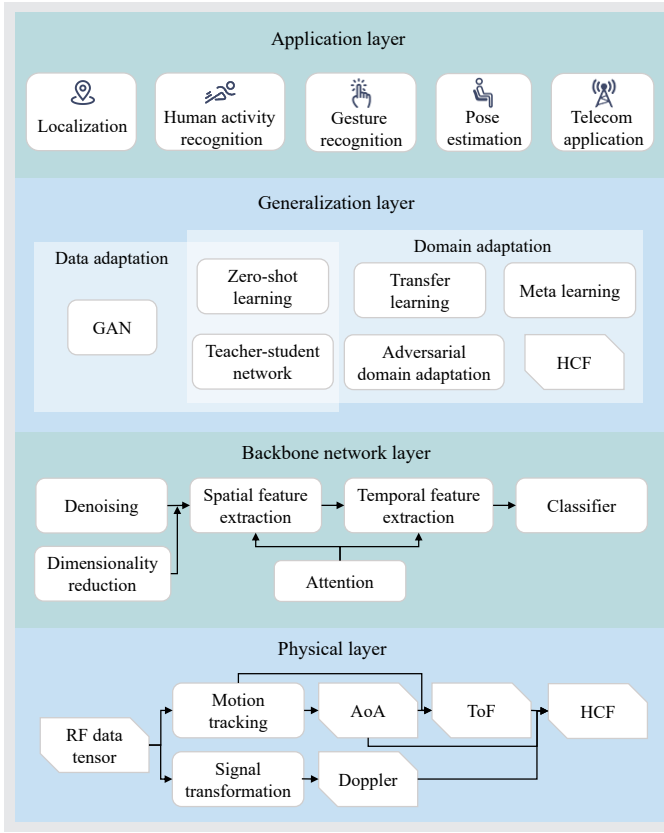 Application layer
Localization
Human activity
recognition
Gesture
recognition
Pose
estimation
Telecom
application
Generalization layer
Data adaptation
Domain adaptation
GAN
Zero-shot
learning
Transfer
learning
Meta learning
Teacher-student
network
Adversarial
domain adaptation
HCF
Backbone network layer
Denoising
Spatial feature
extraction
Temporal feature
extraction
Classifier
Dimensionality
reduction
Attention
Physical layer
RF data
tensor
Motion
tracking
AoA
ToF
HCF
Signal
transformation
Doppler